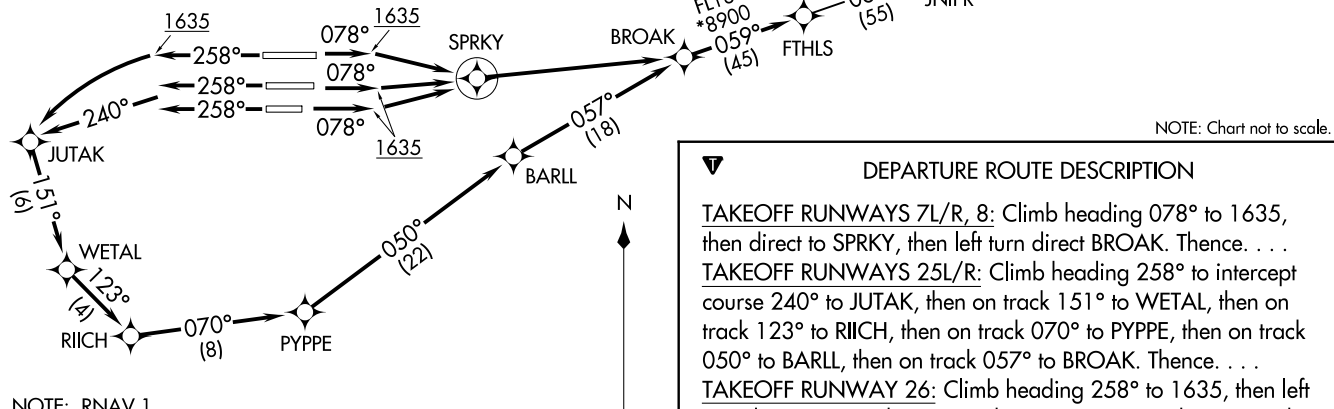 1635
1635
258°
078°
SPRKY
BROAK
*8900
059°
(45)
FTHLS
(55)
258°
078°
258°
078°
240°
1635
JUTAK
057°
(18)
BARLL
NOTE: Chart not to scale.
151°
(6)
N
WETAL
050°
(22)
123°
(4)
RIICH
070°
(8)
PYPPE
DEPARTURE ROUTE DESCRIPTION
TAKEOFF RUNWAYS 7L/R, 8: Climb heading 078° to 1635,
then direct to SPRKY, then left turn direct BROAK. Thence. . . .
TAKEOFF RUNWAYS 25L/R: Climb heading 258° to intercept
course 240° to JUTAK, then on track 151° to WETAL, then on
track 123° to RIICH, then on track 070° to PYPPE, then on track
050° to BARLL, then on track 057° to BROAK. Thence. . . .
TAKEOFF RUNWAY 26: Climb heading 258° to 1635, then left
NOTE: RNAV 1
T